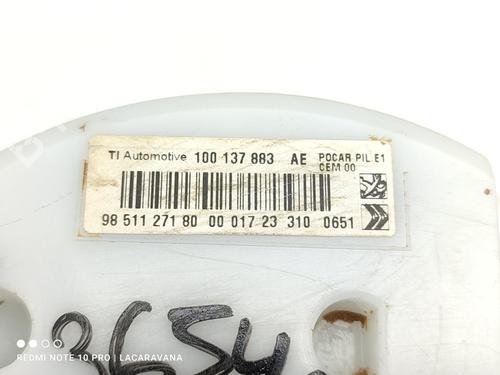 TI Automotive 100 137 883 AE POCAR PIL E1
CEM 00
98 511 271 80 00 017 23 310 0651
3654
REDMI NOTE 10 PRO | LACARAVANA